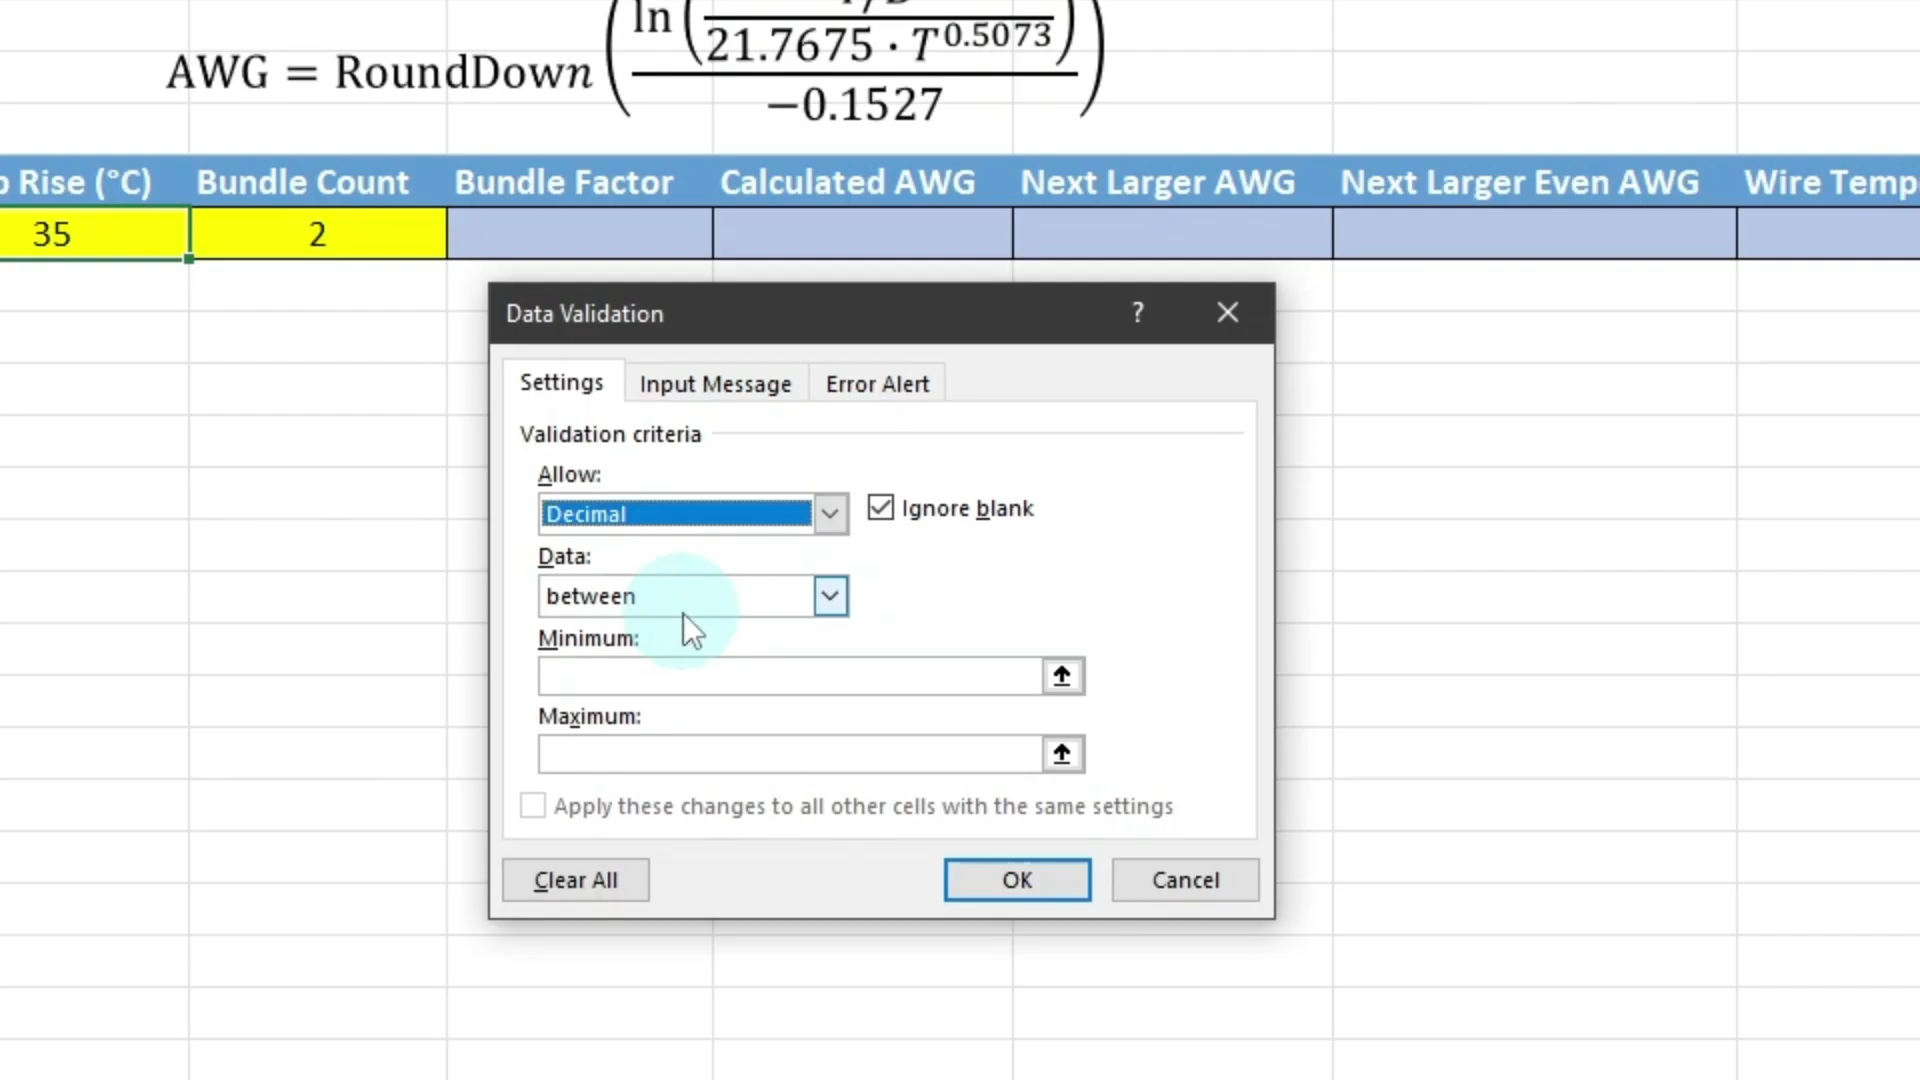 ln
21.7675 · T^0.5073
AWG = RoundDown
−0.1527
Rise (°C) Bundle Count Bundle Factor Calculated AWG Next Larger AWG Next Larger Even AWG Wire Temp
35 2
Data Validation ?
Settings Input Message Error Alert
Validation criteria
Allow:
Decimal Ignore blank
Data:
between
Minimum:
Maximum:
Apply these changes to all other cells with the same settings
Clear All OK Cancel